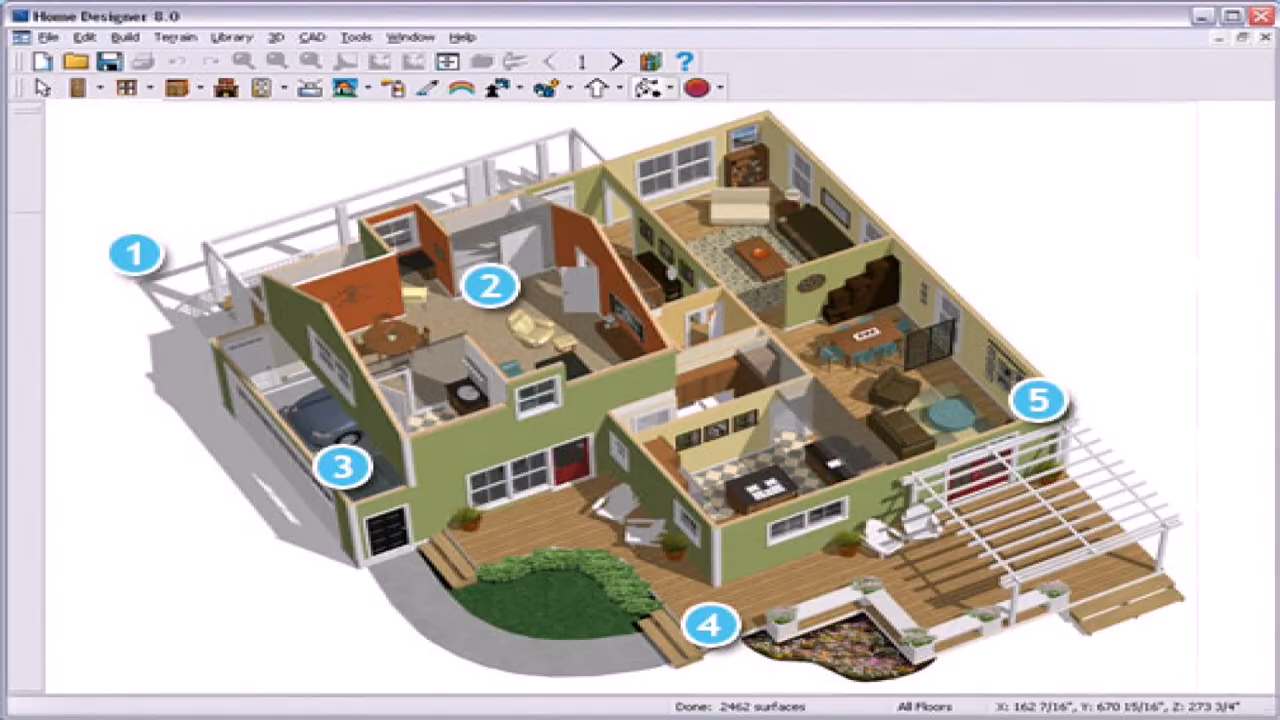 Home Designer 8.0
File Edit Build Terrain Library 3D CAD Tools Window Help
1
1
2
5
3
4
Done: 2462 surfaces All Floors X: 162 7/16", Y: 670 15/16", Z: 273 3/4"